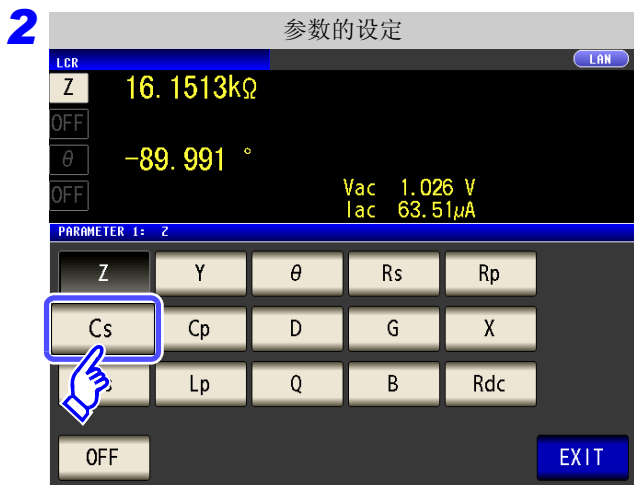 2
参数的设定
LCR LAN
Z 16.1513kΩ
OFF
θ -89.991 °
OFF Vac 1.026 V
Iac 63.51μA
PARAMETER 1: Z
Z Y θ Rs Rp
Cs Cp D G X
Lp Q B Rdc
OFF EXIT